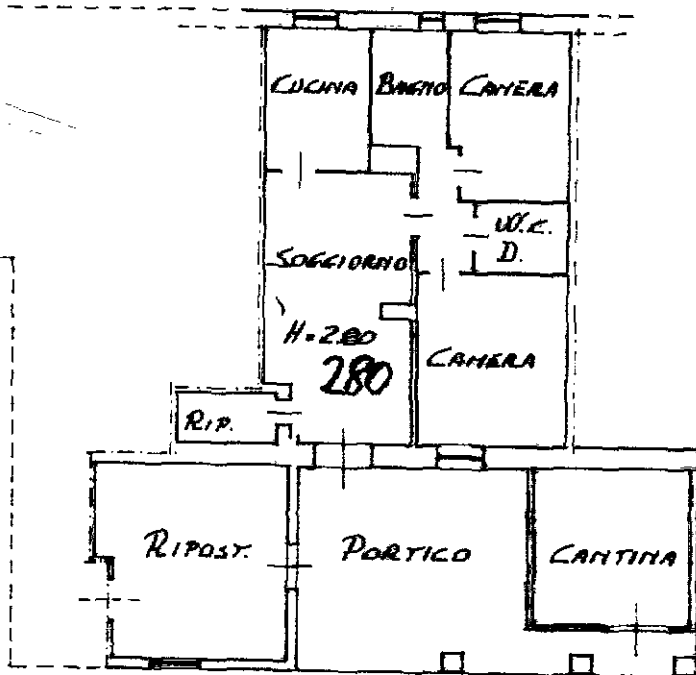 CUCINA BAGNO CAMERA
W.C.
D.
SOGGIORNO
H=2.80
280
CAMERA
RIP.
RIPOST. PORTICO CANTINA